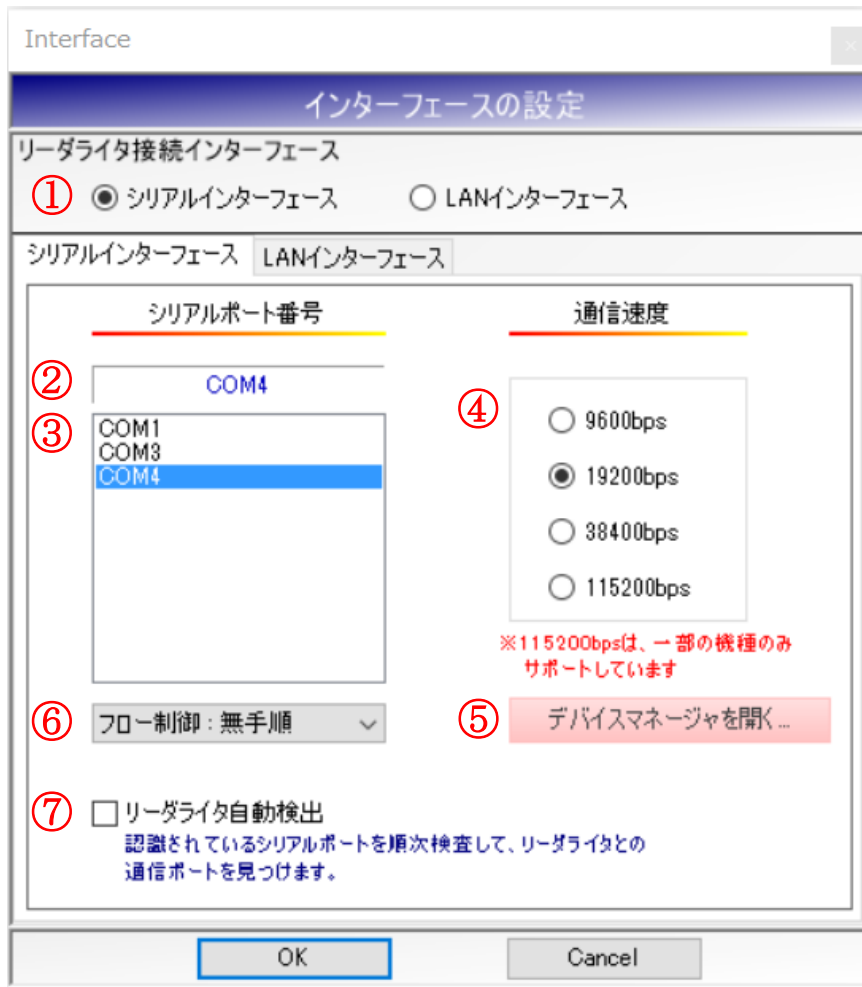 Interface
インターフェースの設定
リーダライタ接続インターフェース
① シリアルインターフェース LANインターフェース
シリアルインターフェース LANインターフェース
シリアルポート番号 通信速度
② COM4
③ COM1
COM3
COM4
④ 9600bps
19200bps
38400bps
115200bps
※115200bpsは、一部の機種のみ
サポートしています
⑥ フロー制御:無手順
⑤ デバイスマネージャを開く...
⑦ リーダライタ自動検出
認識されているシリアルポートを順次検査して、リーダライタとの
通信ポートを見つけます。
OK Cancel